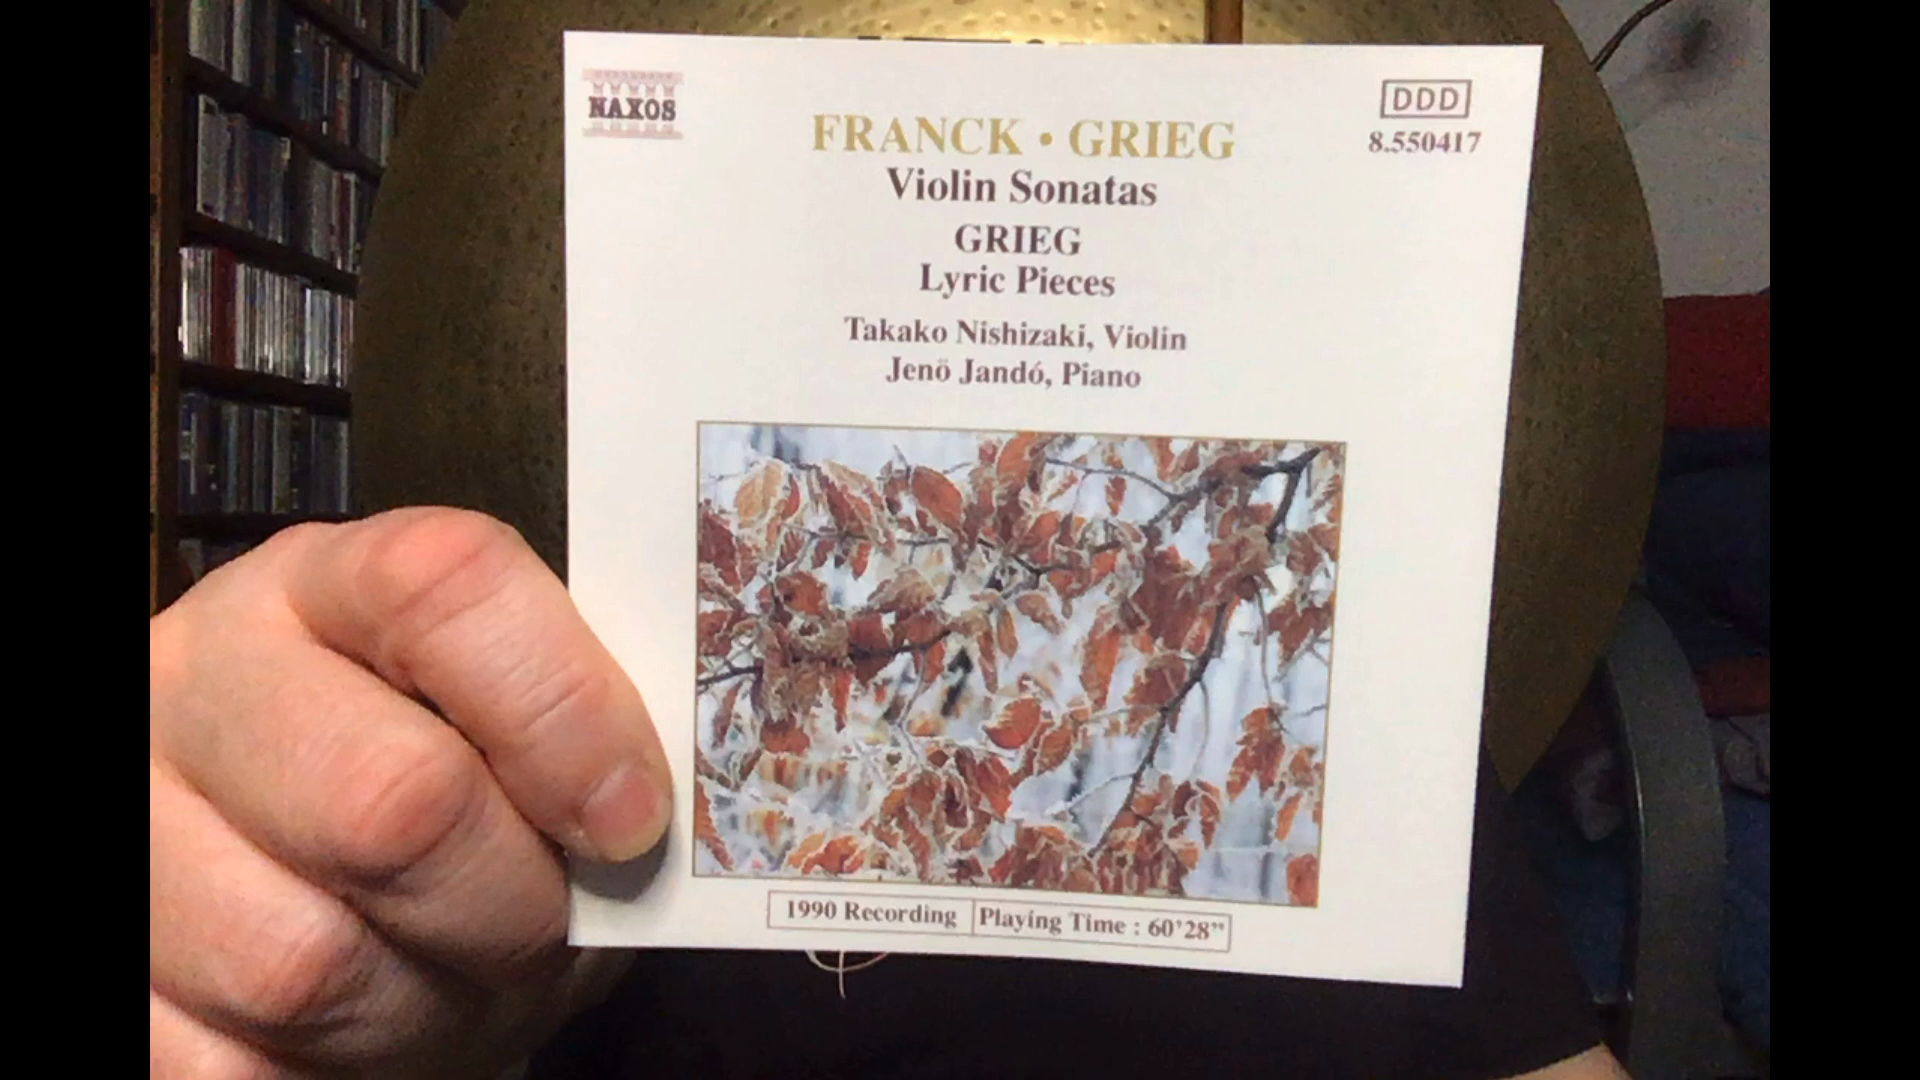 NAXOS
DDD
8.550417
FRANCK • GRIEG
Violin Sonatas
GRIEG
Lyric Pieces
Takako Nishizaki, Violin
Jenö Jandó, Piano
1990 Recording
Playing Time : 60'28"